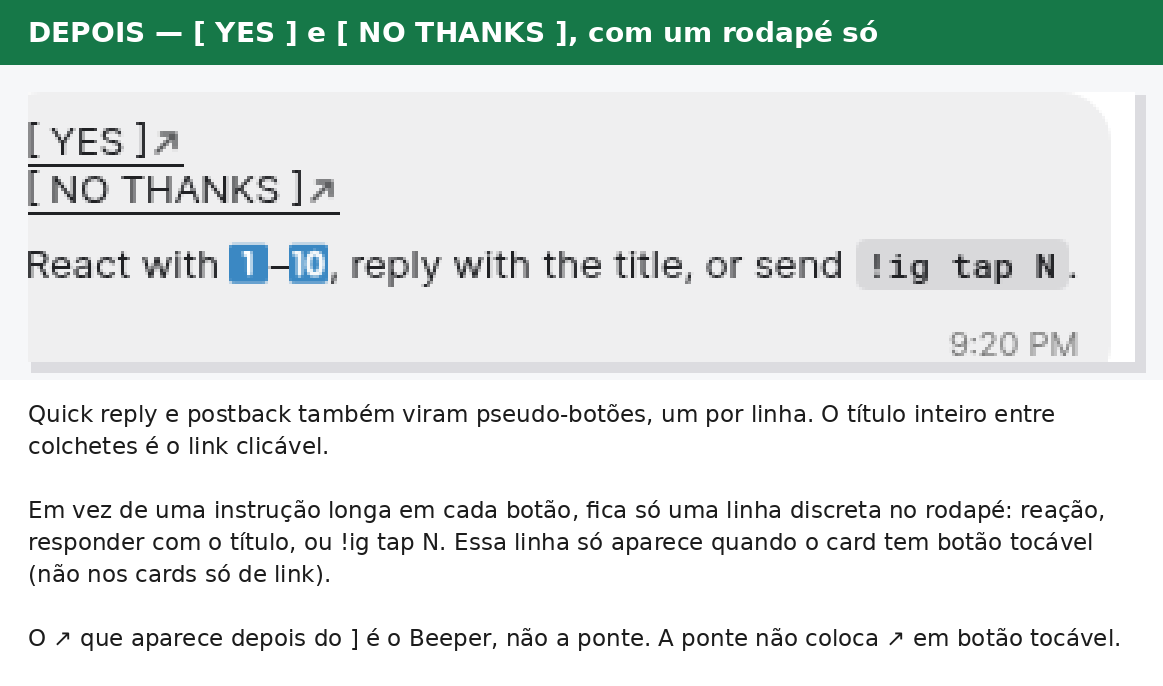 DEPOIS — [ YES ] e [ NO THANKS ], com um rodapé só
[ YES ]↗
[ NO THANKS ]↗
React with 1–10, reply with the title, or send !ig tap N.
9:20 PM
Quick reply e postback também viram pseudo-botões, um por linha. O título inteiro entre
colchetes é o link clicável.
Em vez de uma instrução longa em cada botão, fica só uma linha discreta no rodapé: reação,
responder com o título, ou !ig tap N. Essa linha só aparece quando o card tem botão tocável
(não nos cards só de link).
O ↗ que aparece depois do ] é o Beeper, não a ponte. A ponte não coloca ↗ em botão tocável.